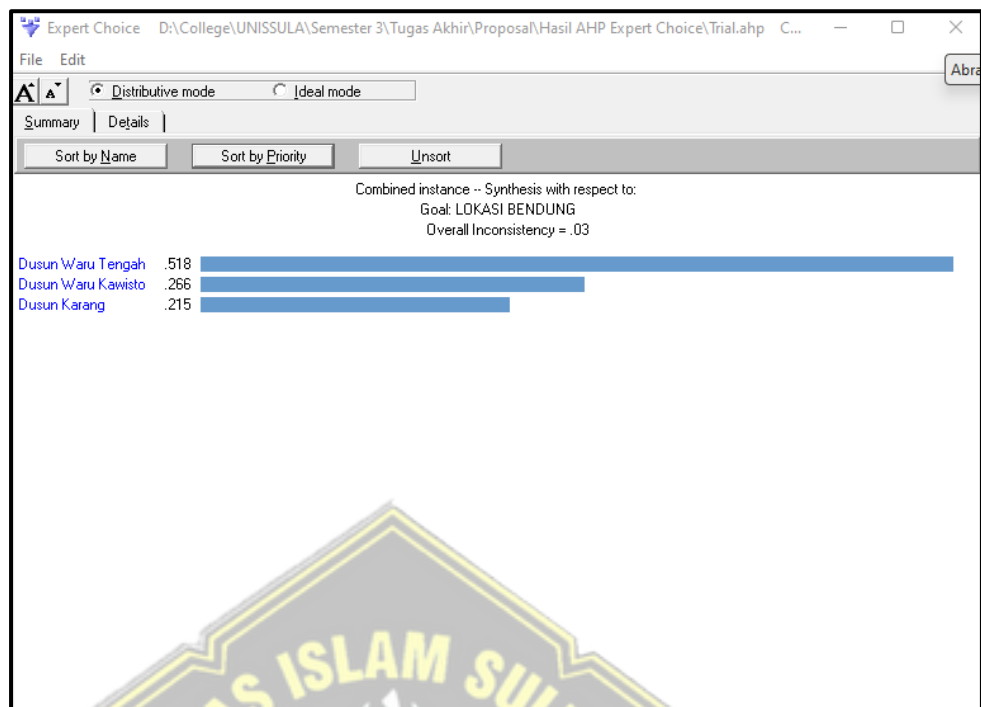 Expert Choice D:\College\UNISSULA\Semester 3\Tugas Akhir\Proposal\Hasil AHP Expert Choice\Trial.ahp C...
File Edit
Abra
A A Distributive mode Ideal mode
Summary Details
Sort by Name Sort by Priority Unsort
Combined instance -- Synthesis with respect to:
Goal: LOKASI BENDUNG
Overall Inconsistency = .03
Dusun Waru Tengah .518
Dusun Waru Kawisto .266
Dusun Karang .215
AS ISLAM SUL